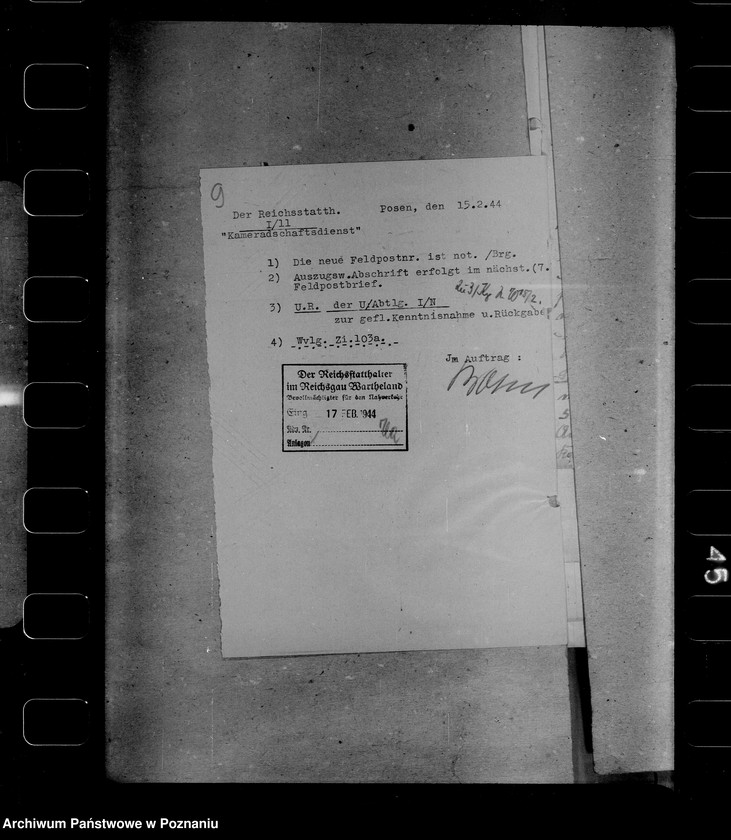 9
Der Reichsstatth.
Posen, den 15.2.44
I/11
"Kameradschaftsdienst"
1) Die neue Feldpostnr. ist not. /Brg.
2) Auszugsw.Abschrift erfolgt im nächst.(7.
Feldpostbrief.
3) U.R. der U/Abtlg. I/N
zur gefl.Kenntnisnahme u.Rückgabe
4) Wvlg. Zi.103a.
Jm Auftrag :
Der Reichsstatthalter
im Reichsgau Wartheland
Bevollmächtigter für den Nahverkehr
Eing. 17 FEB. 1944
Abg. Nr.
Anlagen
45
Archiwum Państwowe w Poznaniu